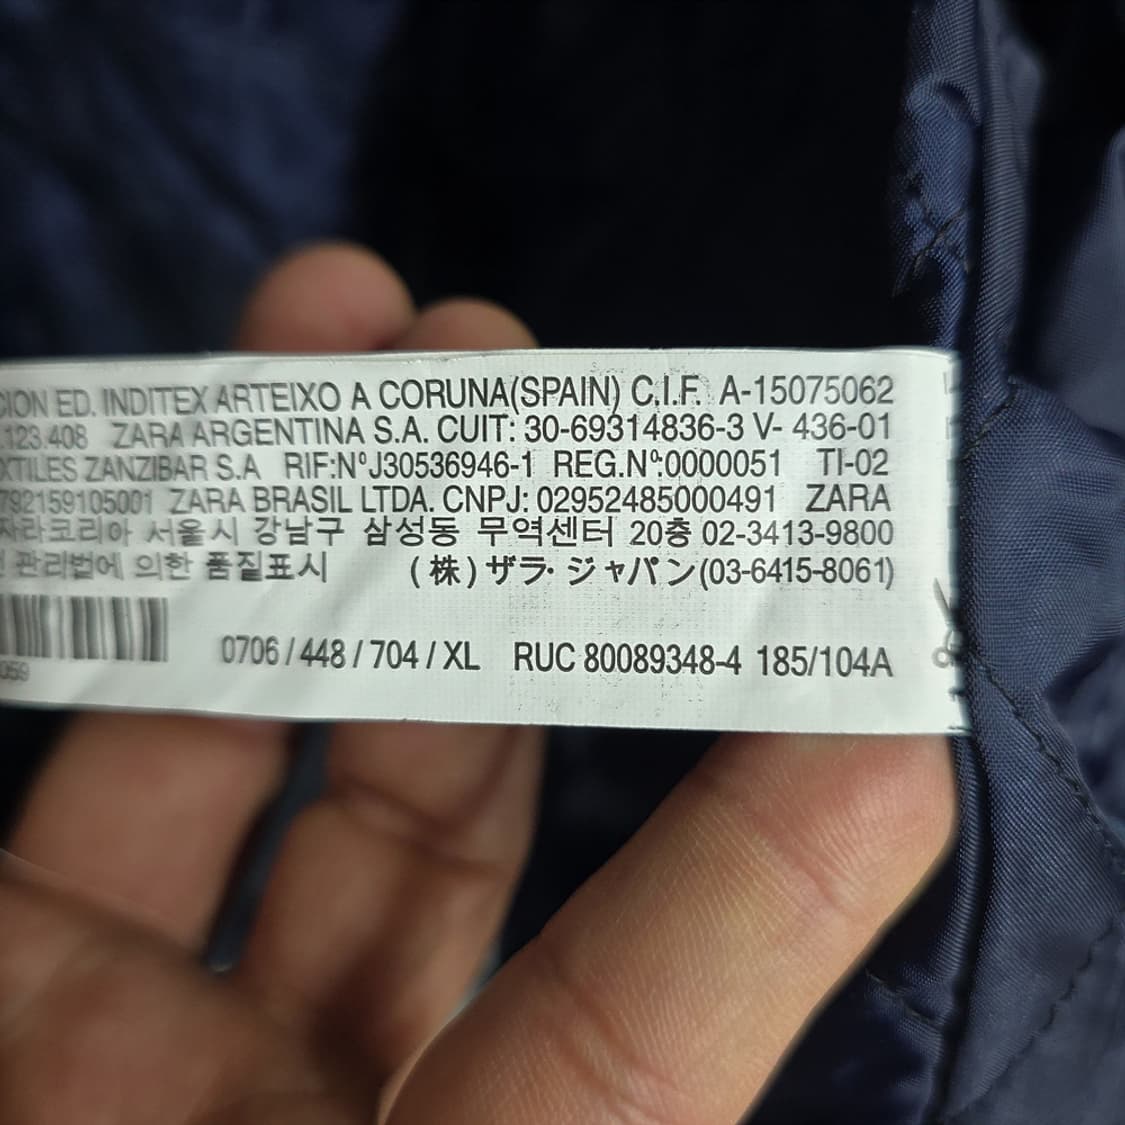 CION ED. INDITEX ARTEIXO A CORUNA(SPAIN) C.I.F. A-15075062
.123.408 ZARA ARGENTINA S.A. CUIT: 30-69314836-3 V- 436-01
XTILES ZANZIBAR S.A RIF:NºJ30536946-1 REG.Nº:0000051 TI-02
792159105001 ZARA BRASIL LTDA. CNPJ: 02952485000491 ZARA
자라코리아 서울시 강남구 삼성동 무역센터 20층 02-3413-9800
관리법에 의한 품질표시 (株)ザラ・ジャパン(03-6415-8061)
059
0706 / 448 / 704 / XL RUC 80089348-4 185/104A